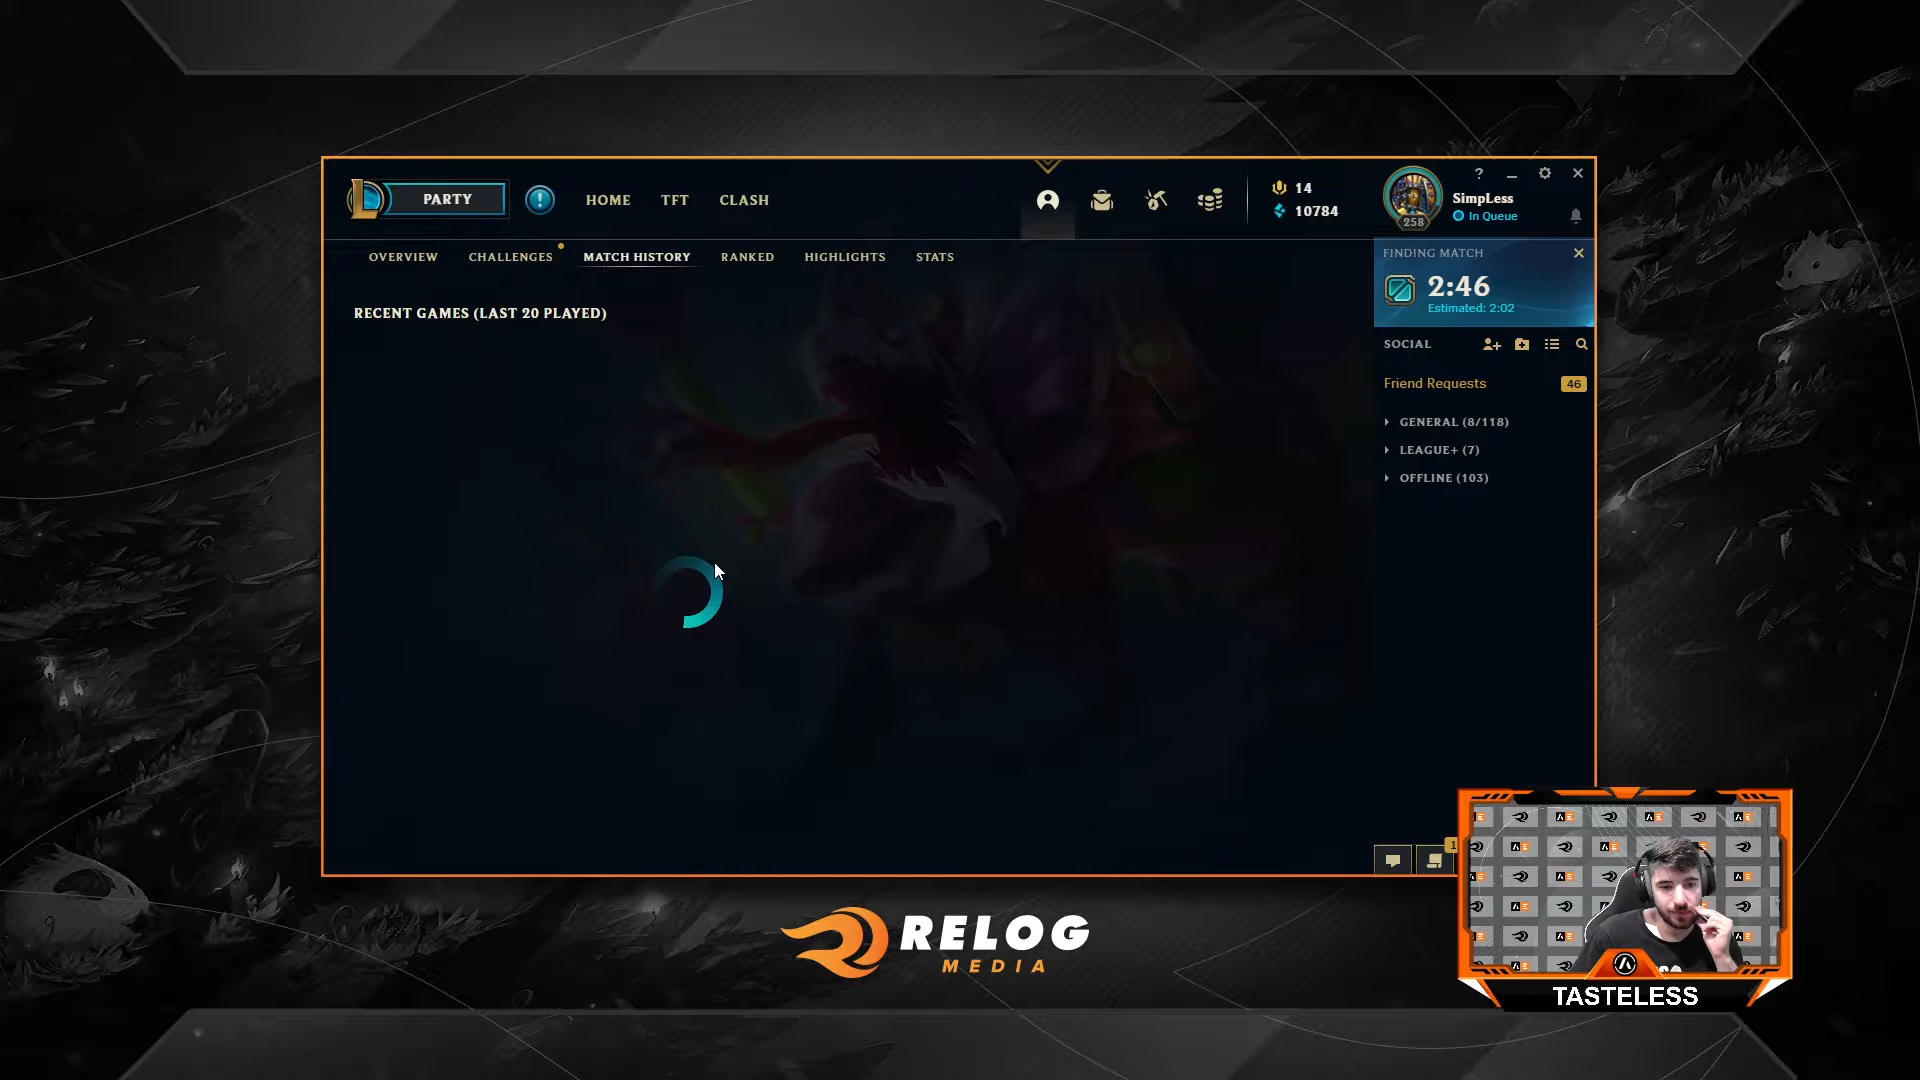 PARTY
HOME
TFT
CLASH
14
10784
258
SimpLess
In Queue
OVERVIEW
CHALLENGES
MATCH HISTORY
RANKED
HIGHLIGHTS
STATS
FINDING MATCH
2:46
Estimated: 2:02
RECENT GAMES (LAST 20 PLAYED)
SOCIAL
Friend Requests
46
GENERAL (8/118)
LEAGUE+ (7)
OFFLINE (103)
1
RELOG
MEDIA
TASTELESS